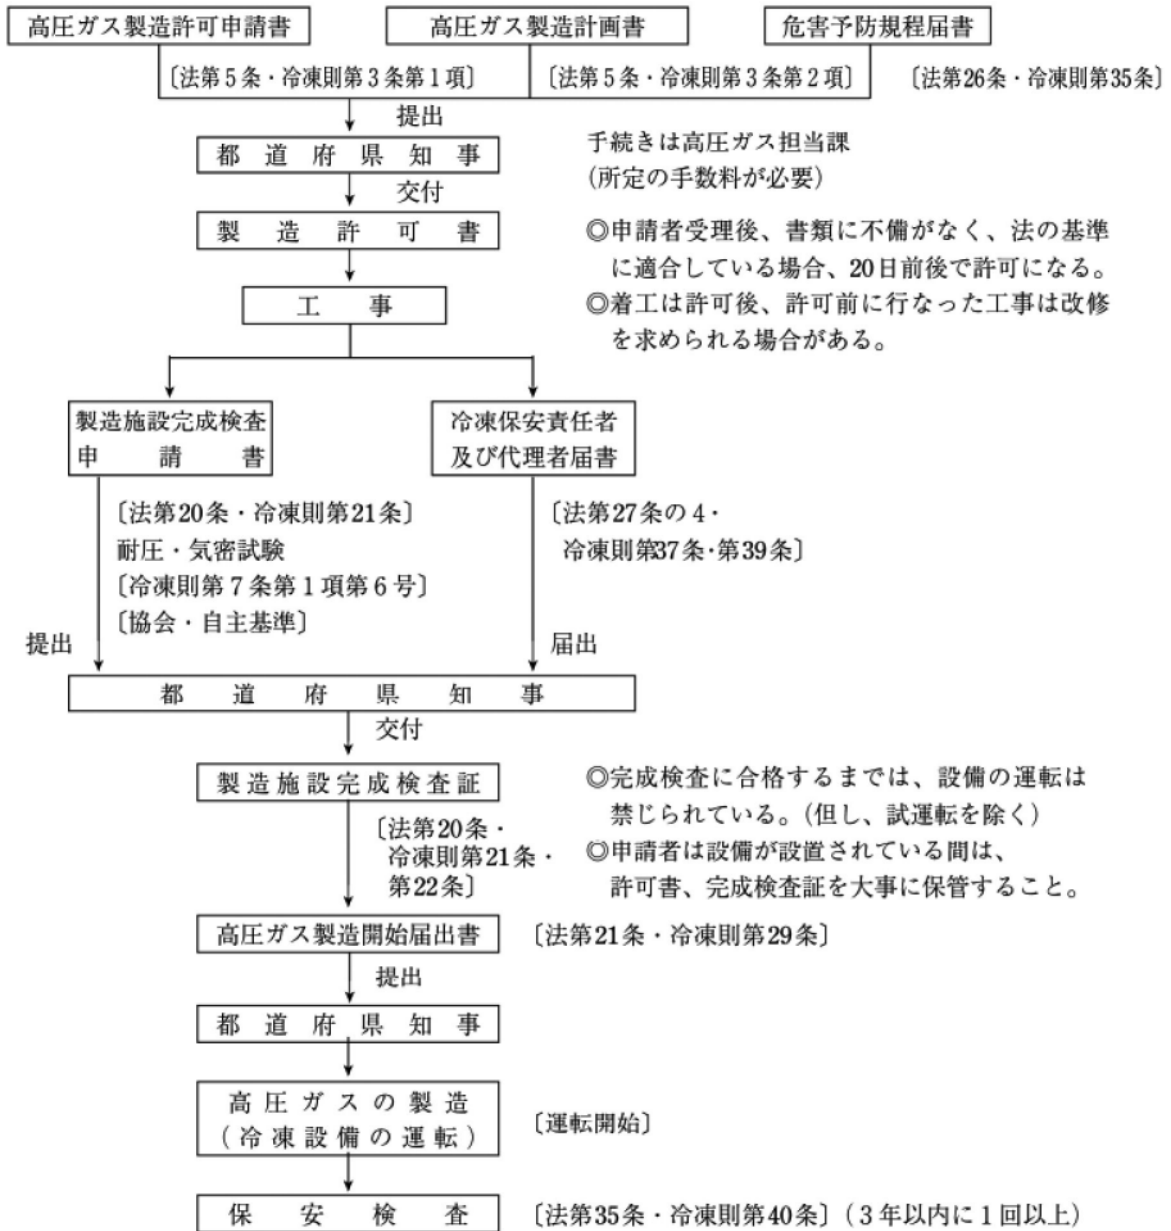 高圧ガス製造許可申請書
高圧ガス製造計画書
危害予防規程届書
〔法第5条・冷凍則第3条第1項〕
〔法第5条・冷凍則第3条第2項〕
〔法第26条・冷凍則第35条〕
提出
都道府県知事
手続きは高圧ガス担当課
(所定の手数料が必要)
交付
製造許可書
◎申請者受理後、書類に不備がなく、法の基準
に適合している場合、20日前後で許可になる。
工事
◎着工は許可後、許可前に行なった工事は改修
を求められる場合がある。
製造施設完成検査
申請書
冷凍保安責任者
及び代理者届書
〔法第20条・冷凍則第21条〕
耐圧・気密試験
〔冷凍則第7条第1項第6号〕
〔協会・自主基準〕
〔法第27条の4・
冷凍則第37条・第39条〕
提出
届出
都道府県知事
交付
製造施設完成検査証
◎完成検査に合格するまでは、設備の運転は
禁じられている。(但し、試運転を除く)
〔法第20条・
冷凍則第21条・
第22条〕
◎申請者は設備が設置されている間は、
許可書、完成検査証を大事に保管すること。
高圧ガス製造開始届出書
〔法第21条・冷凍則第29条〕
提出
都道府県知事
高圧ガスの製造
(冷凍設備の運転)
〔運転開始〕
保安検査
〔法第35条・冷凍則第40条〕(3年以内に1回以上)